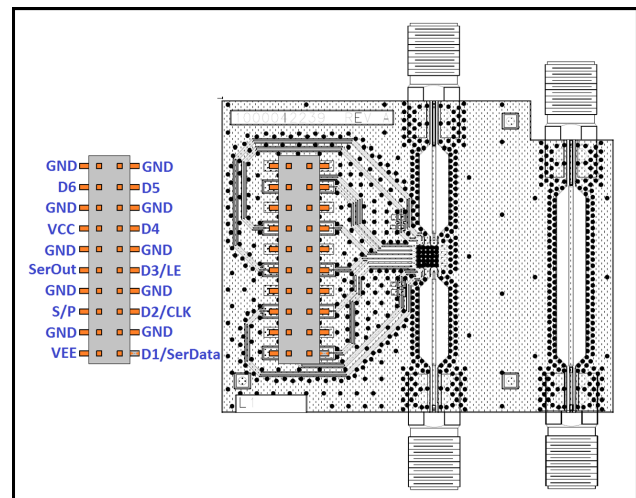 1000042239 REV A
GND GND
D6 D5
GND GND
VCC D4
GND GND
SerOut D3/LE
GND GND
S/P D2/CLK
GND GND
VEE D1/SerData